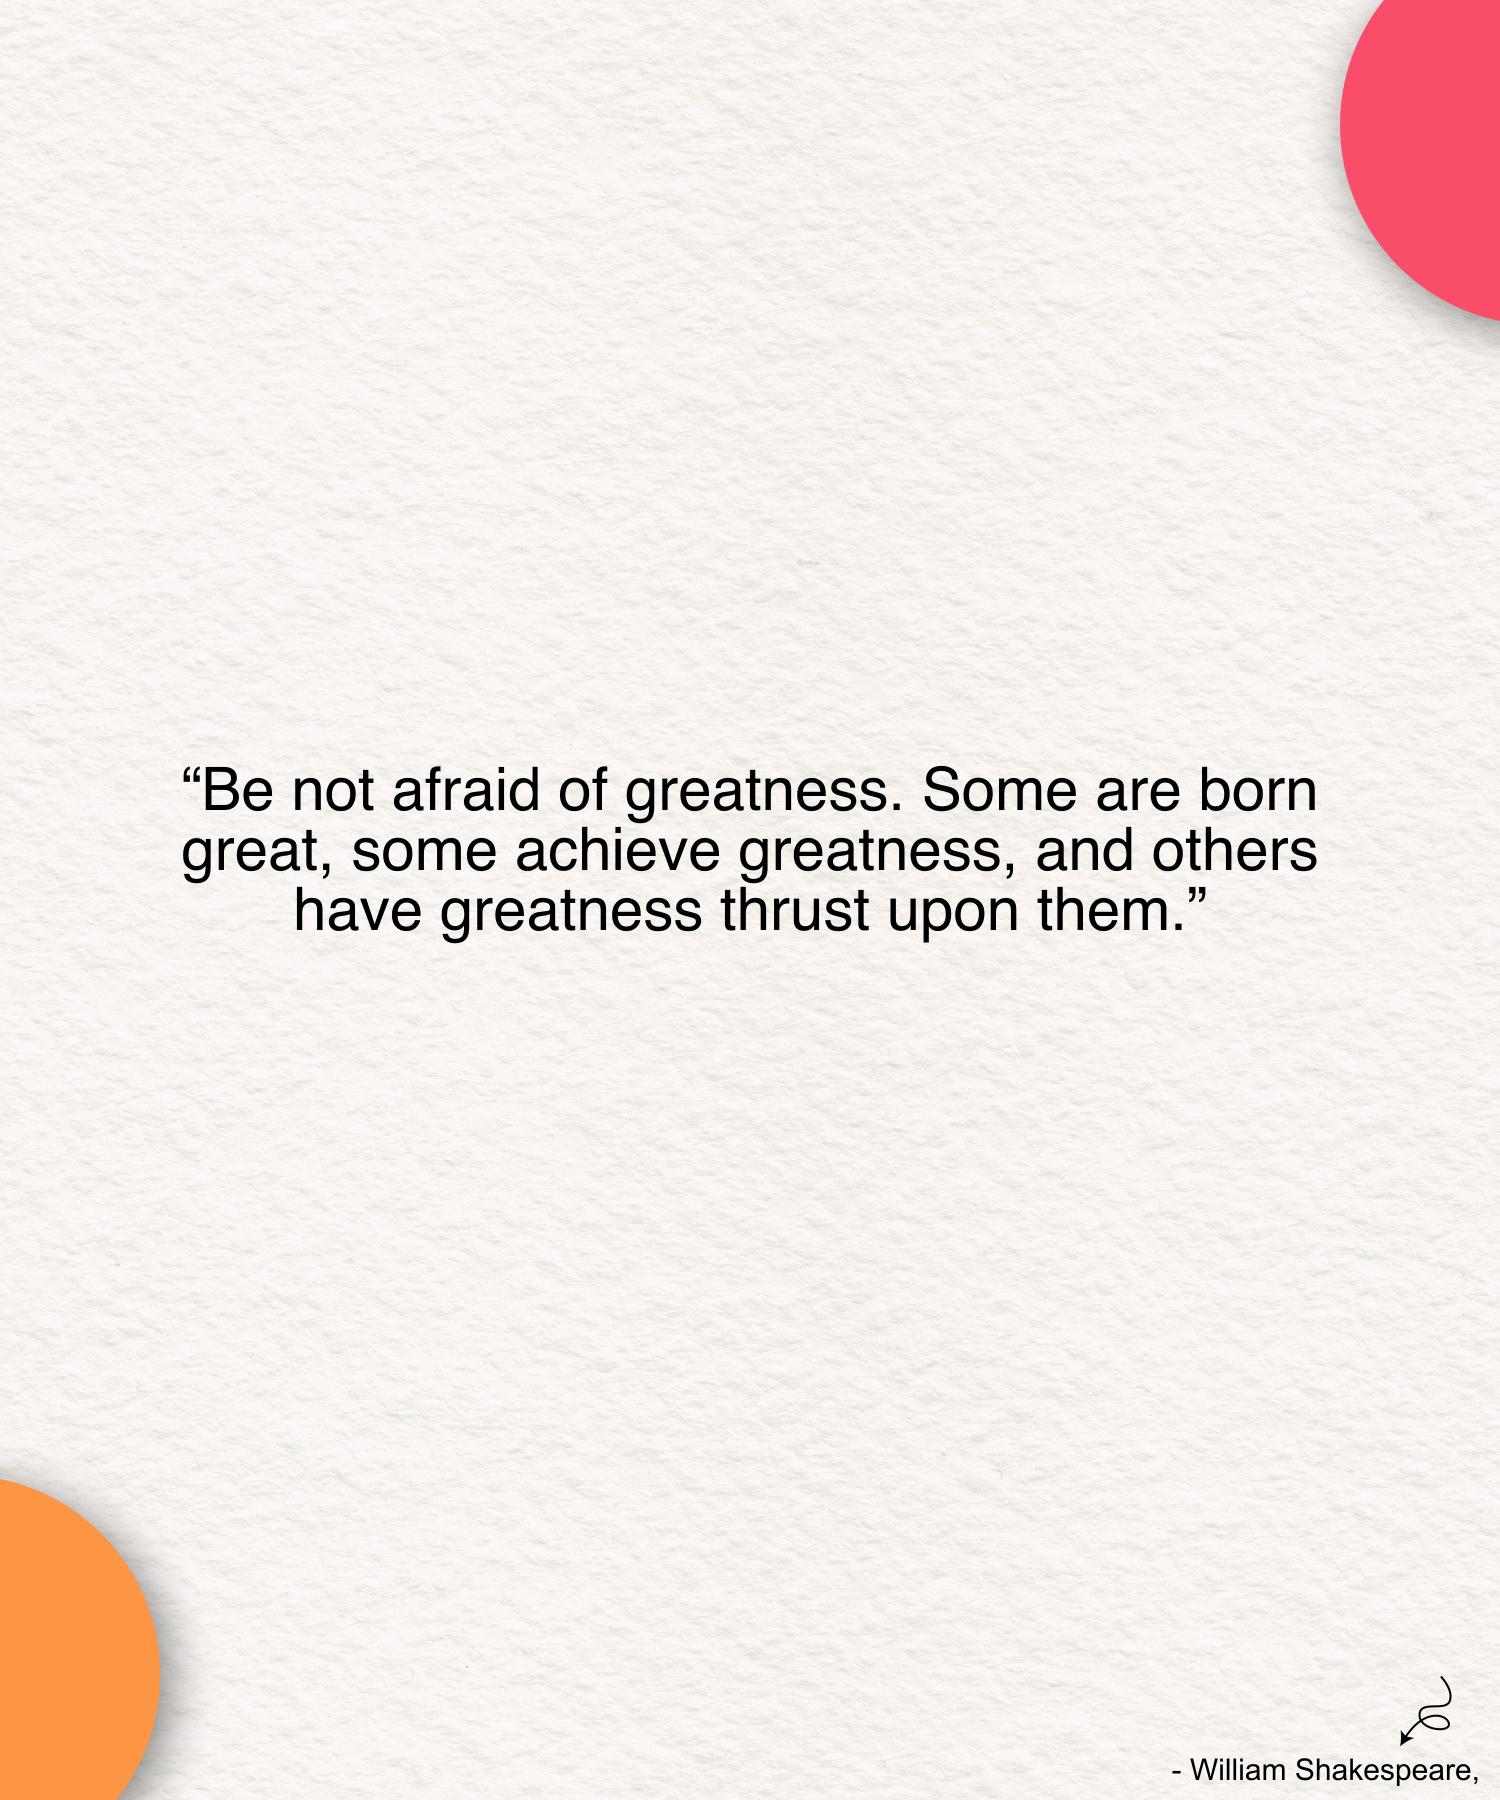 “Be not afraid of greatness. Some are born
great, some achieve greatness, and others
have greatness thrust upon them.”
- William Shakespeare,